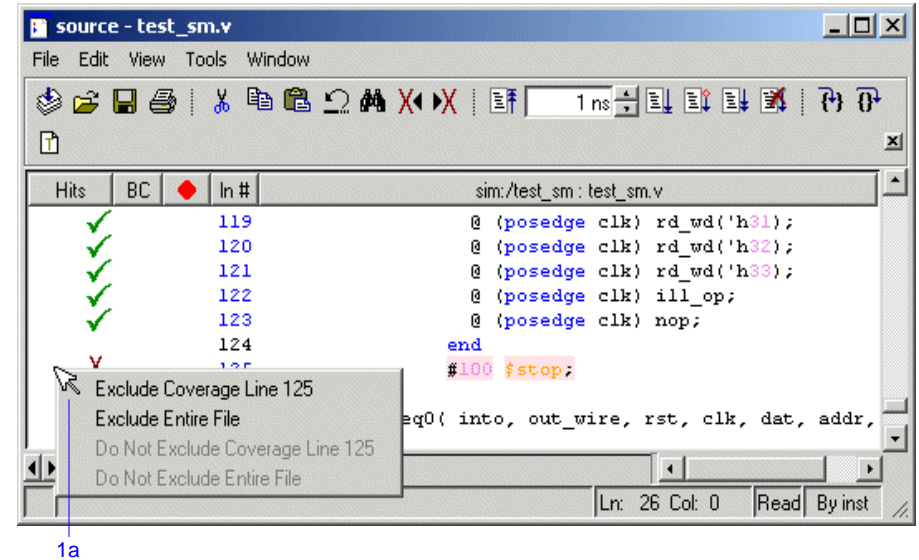 source - test_sm.v
File Edit View Tools Window
1 ns
Hits BC ln # sim:/test_sm : test_sm.v
119 @ (posedge clk) rd_wd('h31);
120 @ (posedge clk) rd_wd('h32);
121 @ (posedge clk) rd_wd('h33);
122 @ (posedge clk) ill_op;
123 @ (posedge clk) nop;
124 end
125 #100 $stop;
Exclude Coverage Line 125
Exclude Entire File
eq0( into, out_wire, rst, clk, dat, addr,
Do Not Exclude Coverage Line 125
Do Not Exclude Entire File
Ln: 26 Col: 0 Read By inst
1a